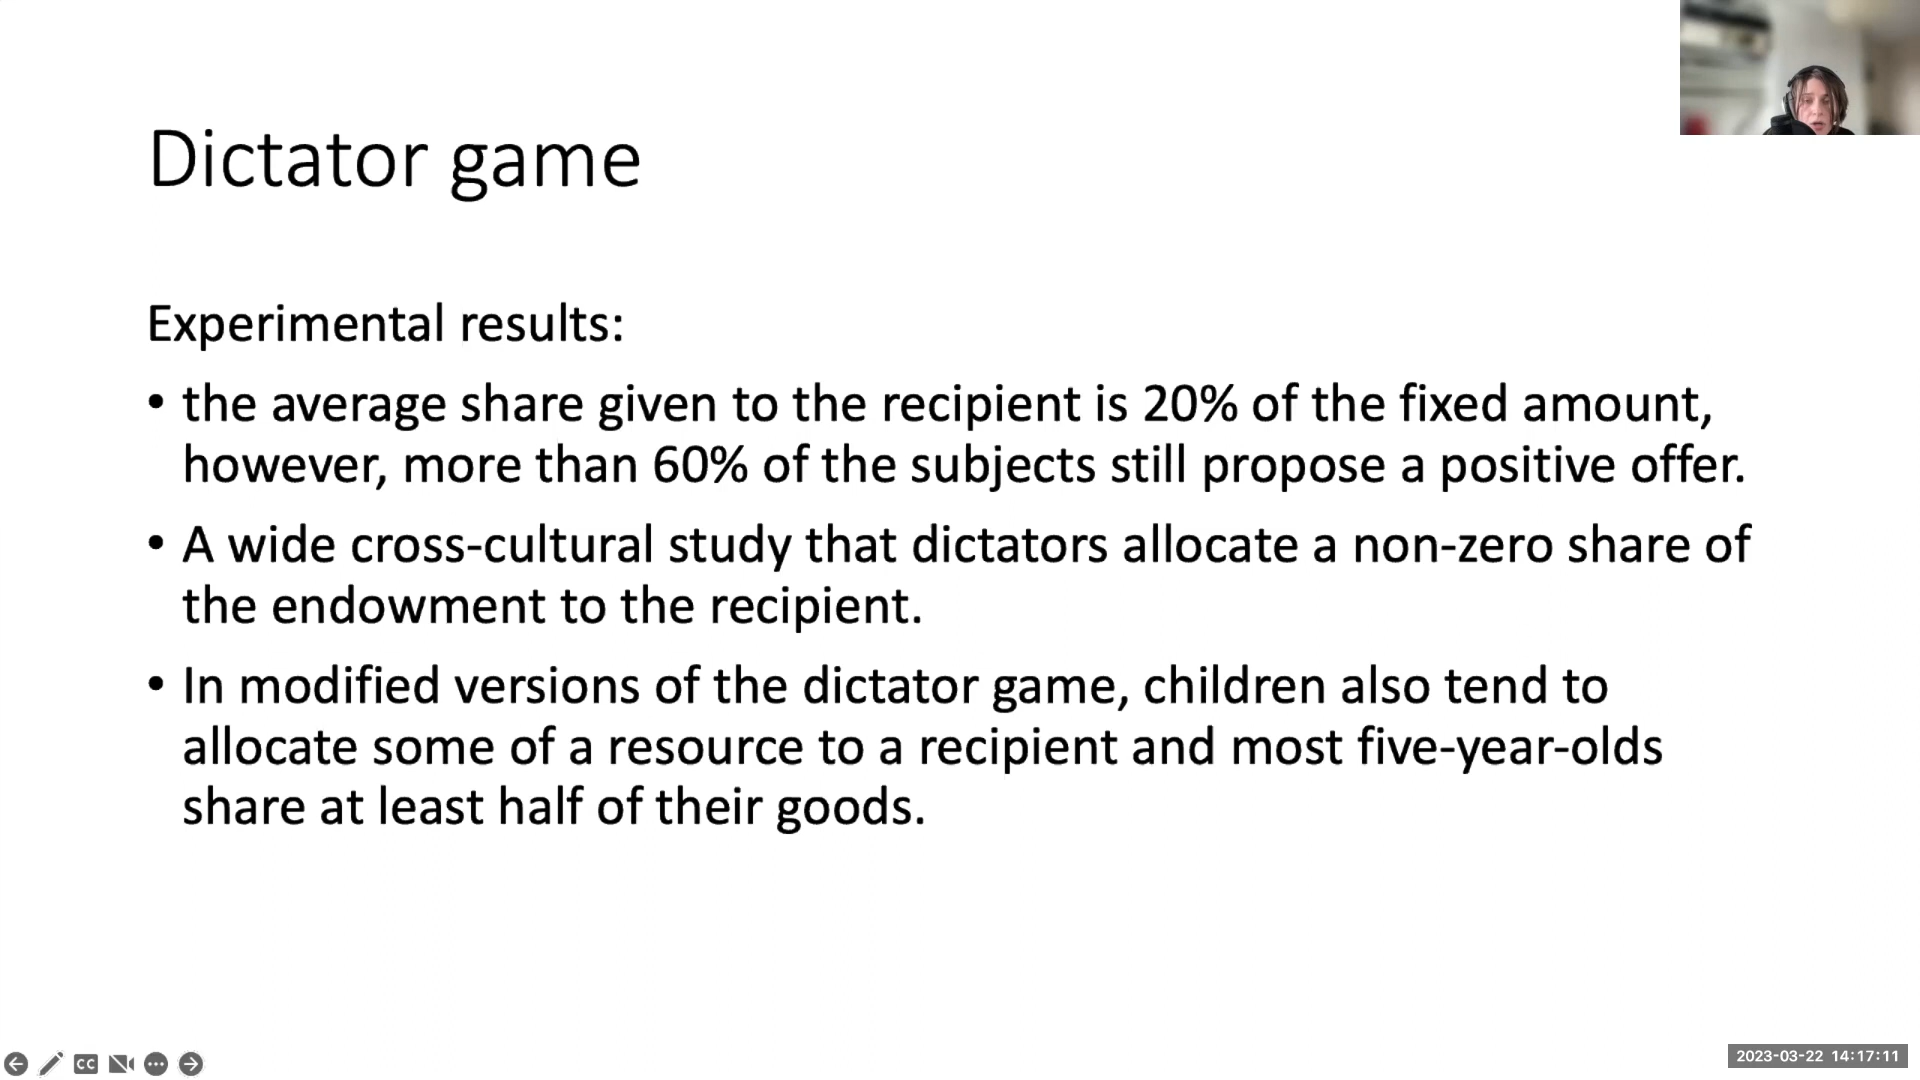 Dictator game
Experimental results:
• the average share given to the recipient is 20% of the fixed amount,
however, more than 60% of the subjects still propose a positive offer.
• A wide cross-cultural study that dictators allocate a non-zero share of
the endowment to the recipient.
• In modified versions of the dictator game, children also tend to
allocate some of a resource to a recipient and most five-year-olds
share at least half of their goods.
CC
2023-03-22 14:17:11